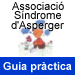 Associació
Síndrome
d'Asperger
Guia pràctica